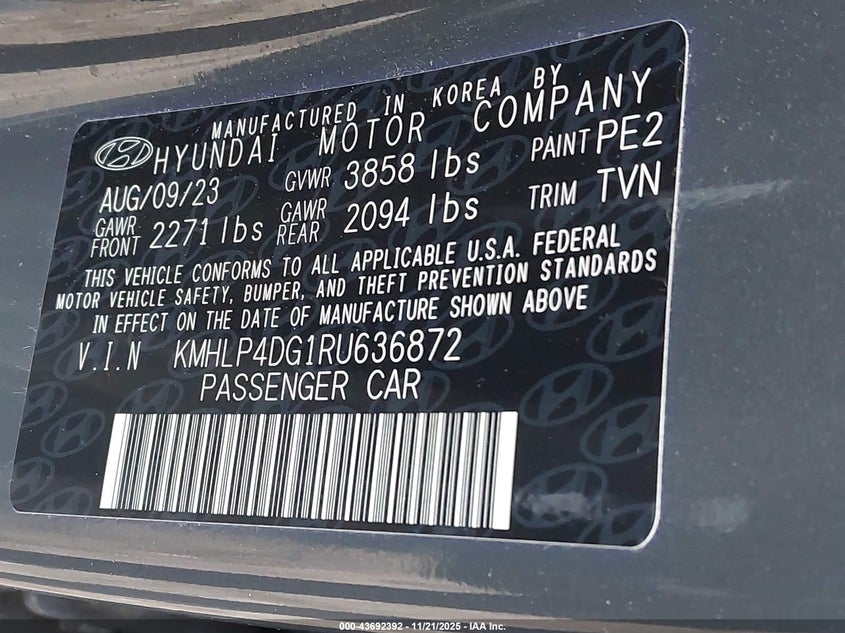 MANUFACTURED IN KOREA BY
HYUNDAI MOTOR COMPANY
AUG/09/23 GVWR 3858 lbs PAINT PE2
GAWR FRONT 2271 lbs GAWR REAR 2094 lbs TRIM TVN
THIS VEHICLE CONFORMS TO ALL APPLICABLE U.S.A. FEDERAL
MOTOR VEHICLE SAFETY, BUMPER, AND THEFT PREVENTION STANDARDS
IN EFFECT ON THE DATE OF MANUFACTURE SHOWN ABOVE
V.I.N KMHLP4DG1RU636872
PASSENGER CAR
000-43692392 - 11/21/2025 - IAA Inc.